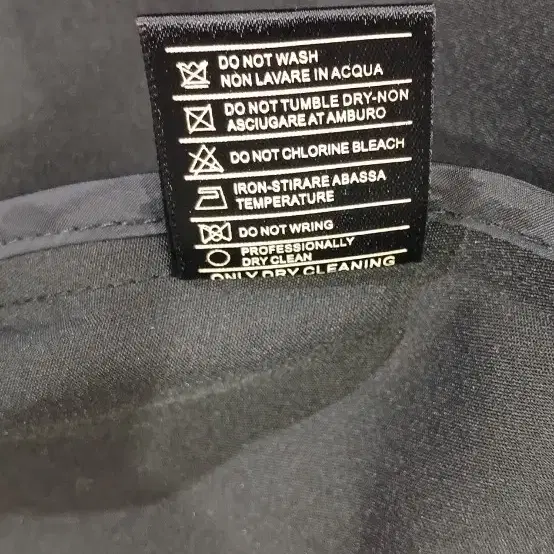 DO NOT WASH
NON LAVARE IN ACQUA
DO NOT TUMBLE DRY-NON
ASCIUGARE AT AMBURO
DO NOT CHLORINE BLEACH
IRON-STIRARE ABASSA
TEMPERATURE
DO NOT WRING
PROFESSIONALLY
DRY CLEAN
ONLY DRY CLEANING